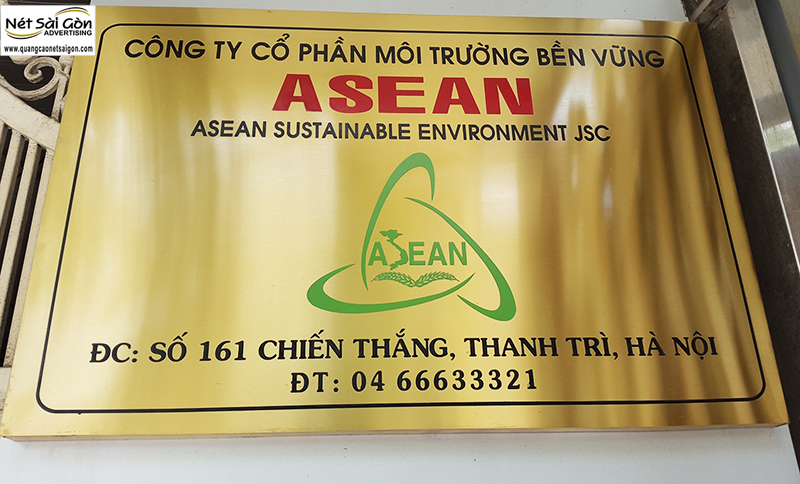 Nét Sài Gòn
ADVERTISING
www.quangcaonetsaigon.com
CÔNG TY CỔ PHẦN MÔI TRƯỜNG BỀN VỮNG
ASEAN
ASEAN SUSTAINABLE ENVIRONMENT JSC
ASEAN
ĐC: SỐ 161 CHIẾN THẮNG, THANH TRÌ, HÀ NỘI
ĐT: 04 66633321